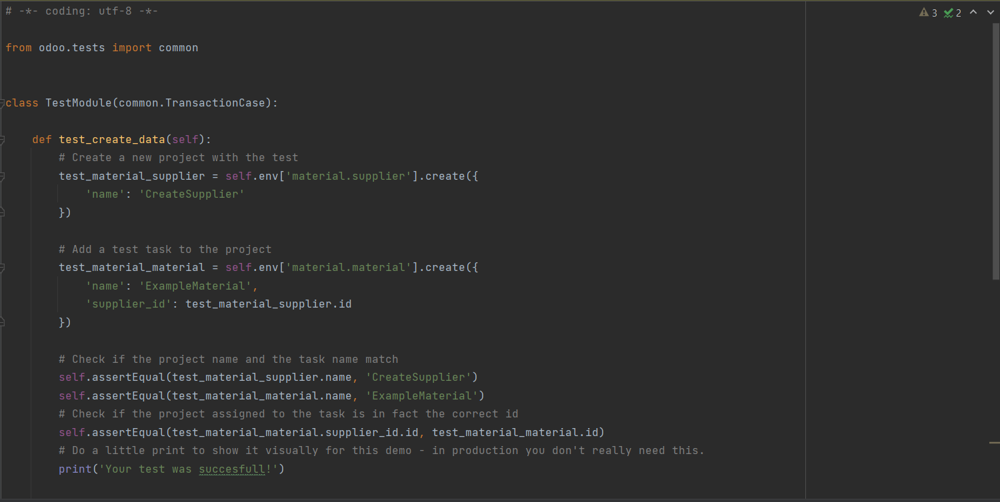 # -*- coding: utf-8 -*-
3 2
from odoo.tests import common
class TestModule(common.TransactionCase):
def test_create_data(self):
# Create a new project with the test
test_material_supplier = self.env['material.supplier'].create({
'name': 'CreateSupplier'
})
# Add a test task to the project
test_material_material = self.env['material.material'].create({
'name': 'ExampleMaterial',
'supplier_id': test_material_supplier.id
})
# Check if the project name and the task name match
self.assertEqual(test_material_supplier.name, 'CreateSupplier')
self.assertEqual(test_material_material.name, 'ExampleMaterial')
# Check if the project assigned to the task is in fact the correct id
self.assertEqual(test_material_material.supplier_id.id, test_material_material.id)
# Do a little print to show it visually for this demo - in production you don't really need this.
print('Your test was succesfull!')